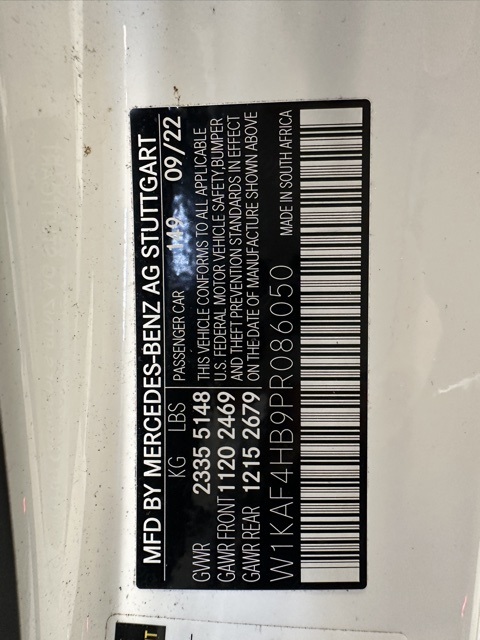 MFD BY MERCEDES-BENZ AG STUTTGART
KG LBS
PASSENGER CAR 149 09/22
GVWR 2335 5148
GAWR FRONT 1120 2469
GAWR REAR 1215 2679
THIS VEHICLE CONFORMS TO ALL APPLICABLE
U.S. FEDERAL MOTOR VEHICLE SAFETY,BUMPER
AND THEFT PREVENTION STANDARDS IN EFFECT
ON THE DATE OF MANUFACTURE SHOWN ABOVE
W1KAF4HB9PR086050
MADE IN SOUTH AFRICA